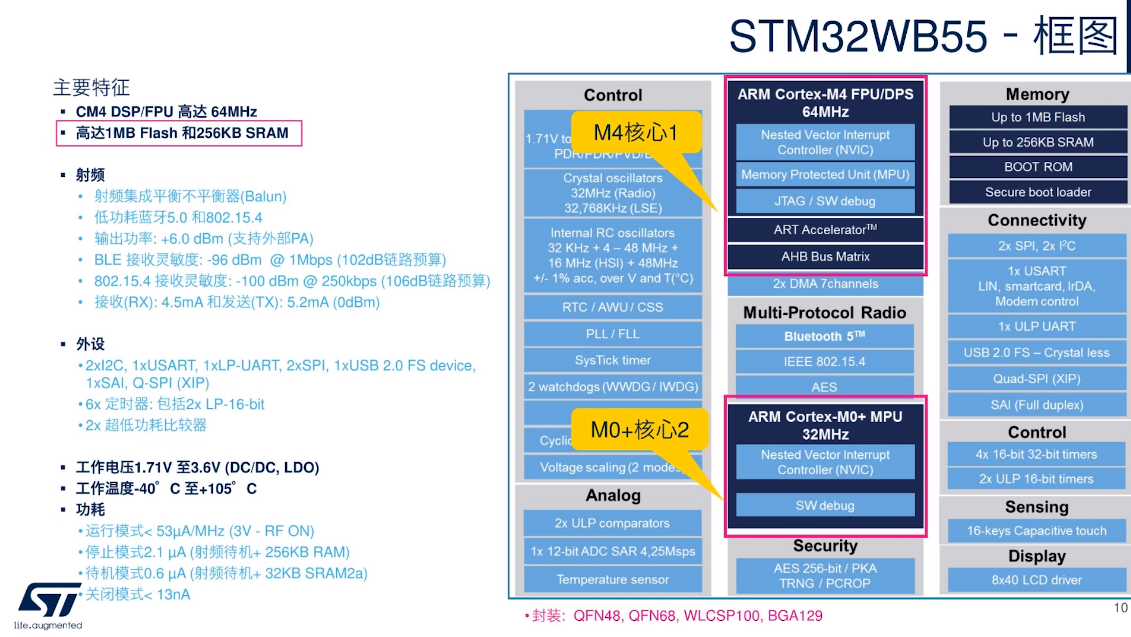 STM32WB55 - 框图
主要特征
▪ CM4 DSP/FPU 高达 64MHz
▪ 高达1MB Flash 和256KB SRAM
▪ 射频
• 射频集成平衡不平衡器(Balun)
• 低功耗蓝牙5.0 和802.15.4
• 输出功率: +6.0 dBm (支持外部PA)
• BLE 接收灵敏度: -96 dBm @ 1Mbps (102dB链路预算)
• 802.15.4 接收灵敏度: -100 dBm @ 250kbps (106dB链路预算)
• 接收(RX): 4.5mA 和发送(TX): 5.2mA (0dBm)
▪ 外设
•2xI2C, 1xUSART, 1xLP-UART, 2xSPI, 1xUSB 2.0 FS device,
1xSAI, Q-SPI (XIP)
•6x 定时器: 包括2x LP-16-bit
•2x 超低功耗比较器
▪ 工作电压1.71V 至3.6V (DC/DC, LDO)
▪ 工作温度-40° C 至+105° C
▪ 功耗
•运行模式< 53µA/MHz (3V - RF ON)
•停止模式2.1 µA (射频待机+ 256KB RAM)
•待机模式0.6 µA (射频待机+ 32KB SRAM2a)
•关闭模式< 13nA
ST
life.augmented
Control
1.71V to
PDR/PDR/PVD/
Crystal oscillators
32MHz (Radio)
32,768KHz (LSE)
Internal RC oscillators
32 KHz + 4 – 48 MHz +
16 MHz (HSI) + 48MHz
+/- 1% acc, over V and T(°C)
RTC / AWU / CSS
PLL / FLL
SysTick timer
2 watchdogs (WWDG / IWDG)
Cyclic
Voltage scaling (2 modes)
Analog
2x ULP comparators
1x 12-bit ADC SAR 4,25Msps
Temperature sensor
M4核心1
M0+核心2
ARM Cortex-M4 FPU/DPS
64MHz
Nested Vector Interrupt
Controller (NVIC)
Memory Protected Unit (MPU)
JTAG / SW debug
ART Accelerator™
AHB Bus Matrix
2x DMA 7channels
Multi-Protocol Radio
Bluetooth 5™
IEEE 802.15.4
AES
ARM Cortex-M0+ MPU
32MHz
Nested Vector Interrupt
Controller (NVIC)
SW debug
Security
AES 256-bit / PKA
TRNG / PCROP
Memory
Up to 1MB Flash
Up to 256KB SRAM
BOOT ROM
Secure boot loader
Connectivity
2x SPI, 2x I²C
1x USART
LIN, smartcard, IrDA,
Modem control
1x ULP UART
USB 2.0 FS – Crystal less
Quad-SPI (XIP)
SAI (Full duplex)
Control
4x 16-bit 32-bit timers
2x ULP 16-bit timers
Sensing
16-keys Capacitive touch
Display
8x40 LCD driver
•封装: QFN48, QFN68, WLCSP100, BGA129
10